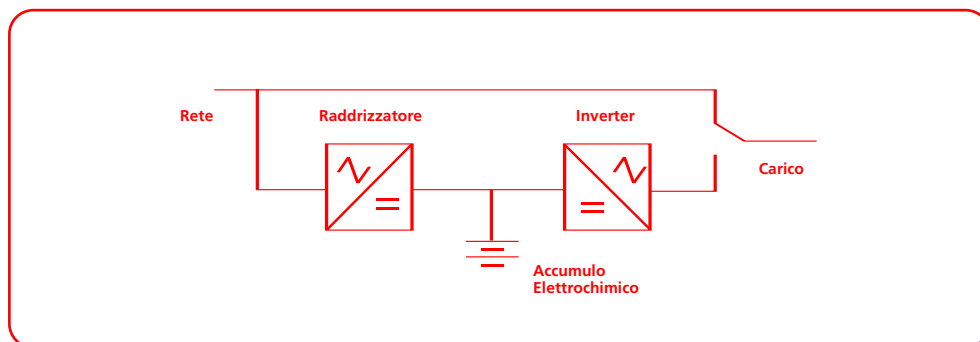 Rete
Raddrizzatore
Inverter
Carico
Accumulo
Elettrochimico